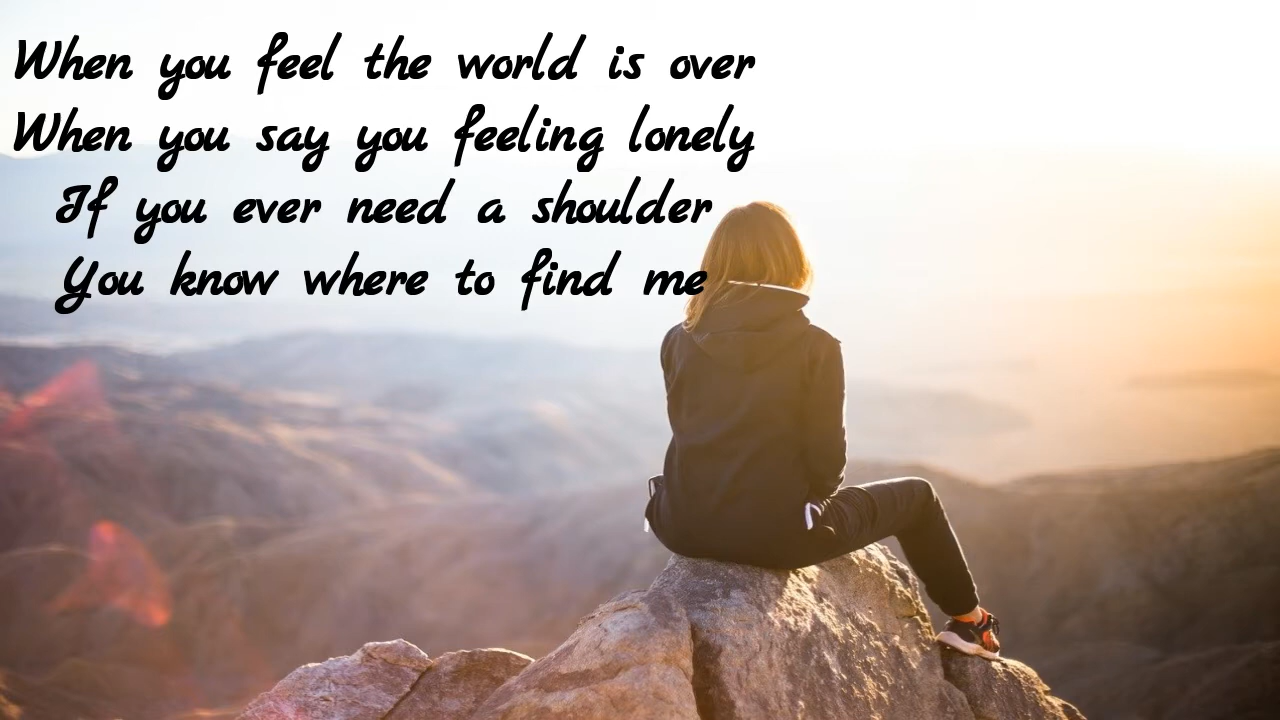 When you feel the world is over
When you say you feeling lonely
If you ever need a shoulder
You know where to find me